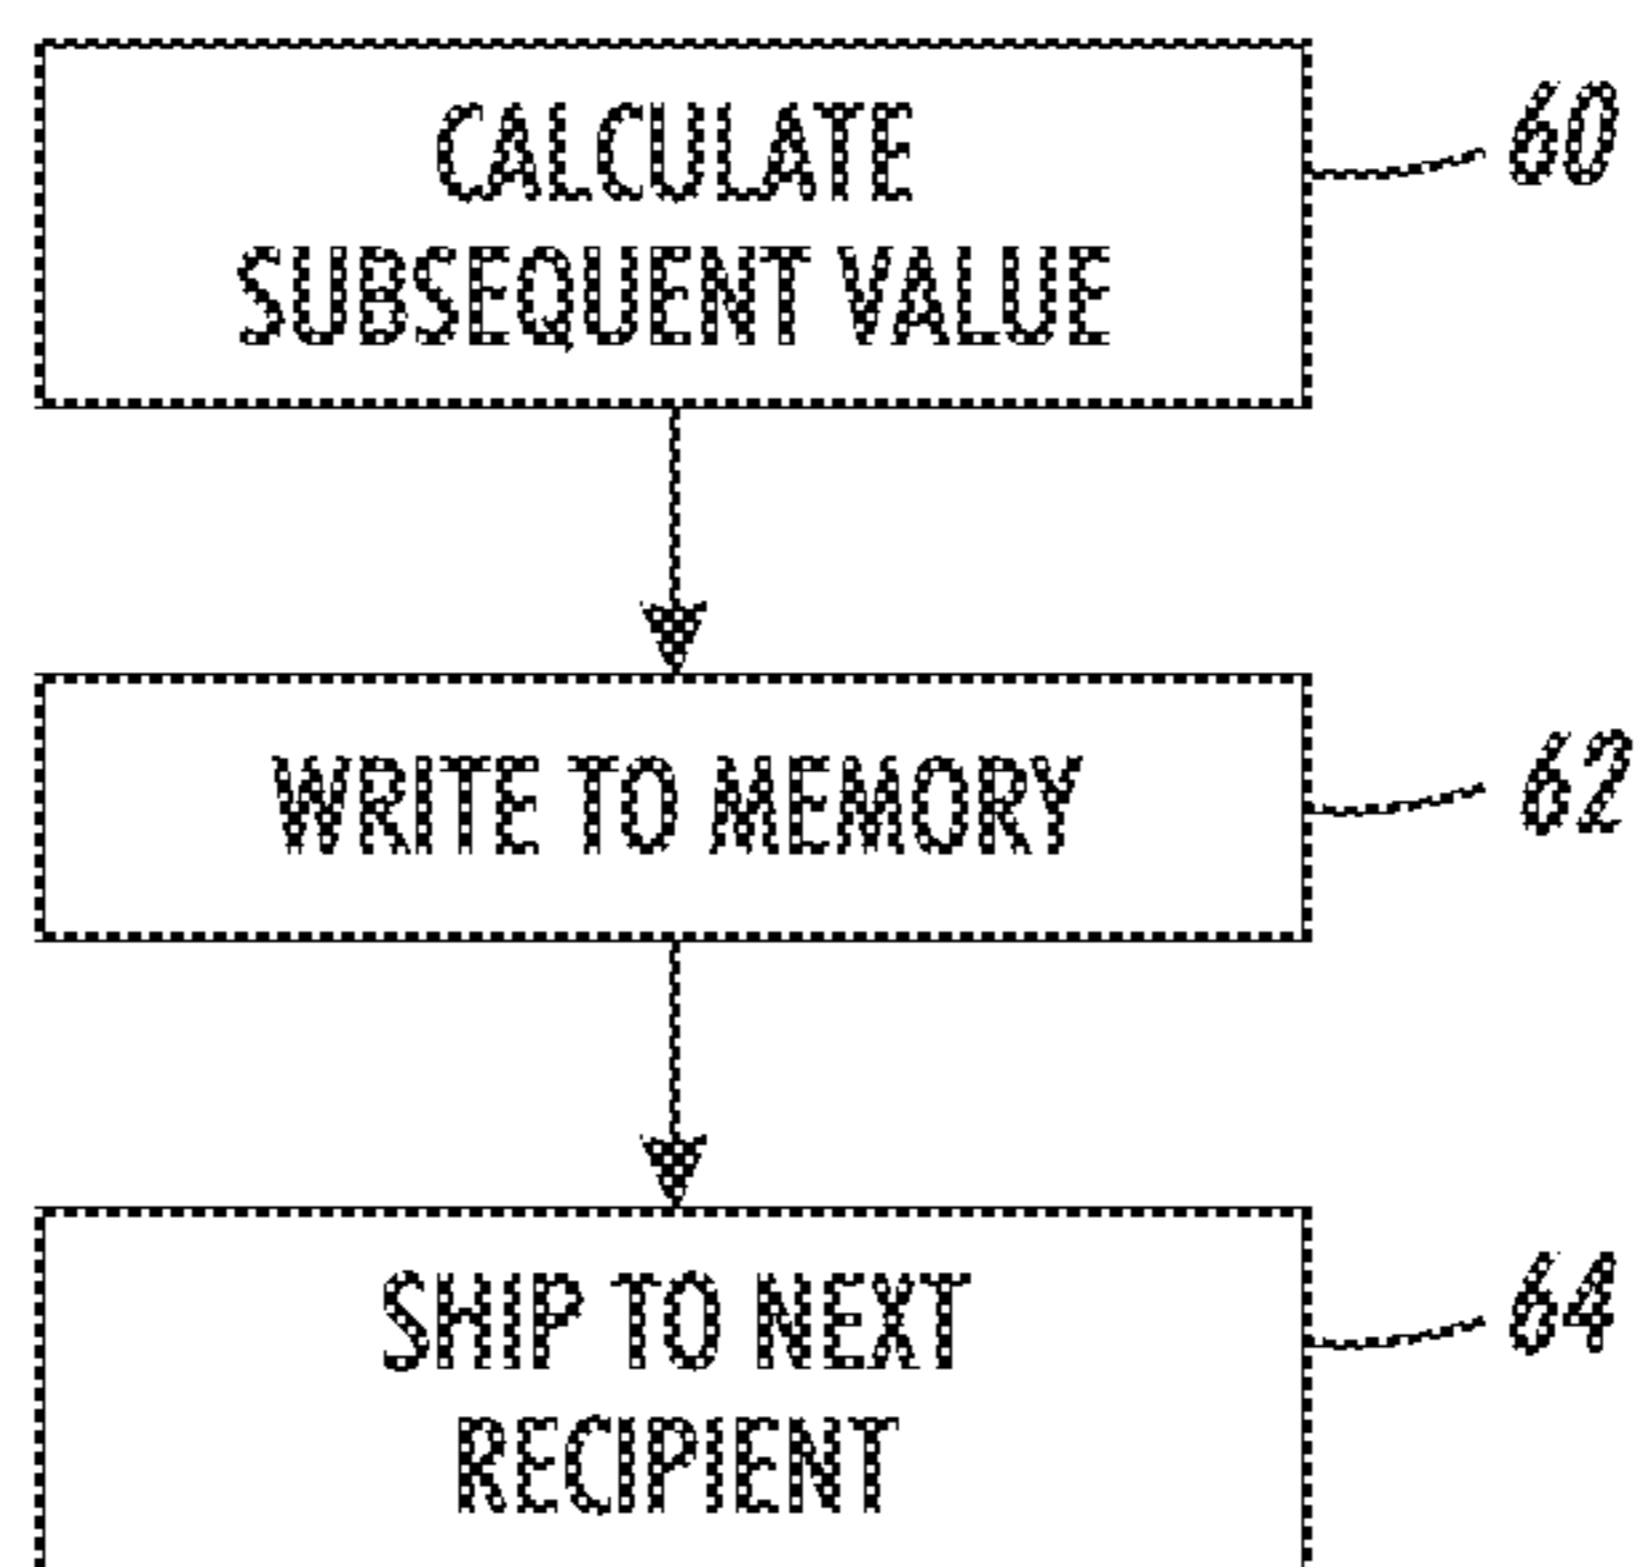 CALCULATE
SUBSEQUENT VALUE
60
WRITE TO MEMORY
62
SHIP TO NEXT
RECIPIENT
64